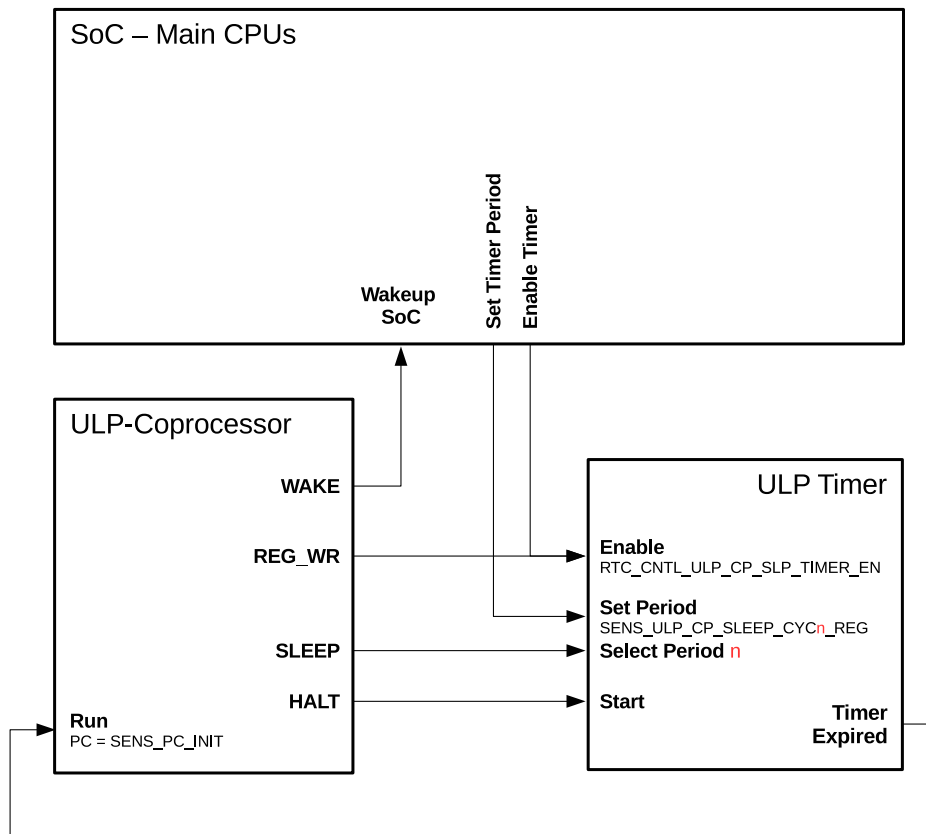 SoC – Main CPUs
Set Timer Period
Enable Timer
Wakeup
SoC
ULP-Coprocessor
WAKE
REG_WR
SLEEP
HALT
Run
PC = SENS_PC_INIT
ULP Timer
Enable
RTC_CNTL_ULP_CP_SLP_TIMER_EN
Set Period
SENS_ULP_CP_SLEEP_CYCn_REG
Select Period n
Start
Timer
Expired